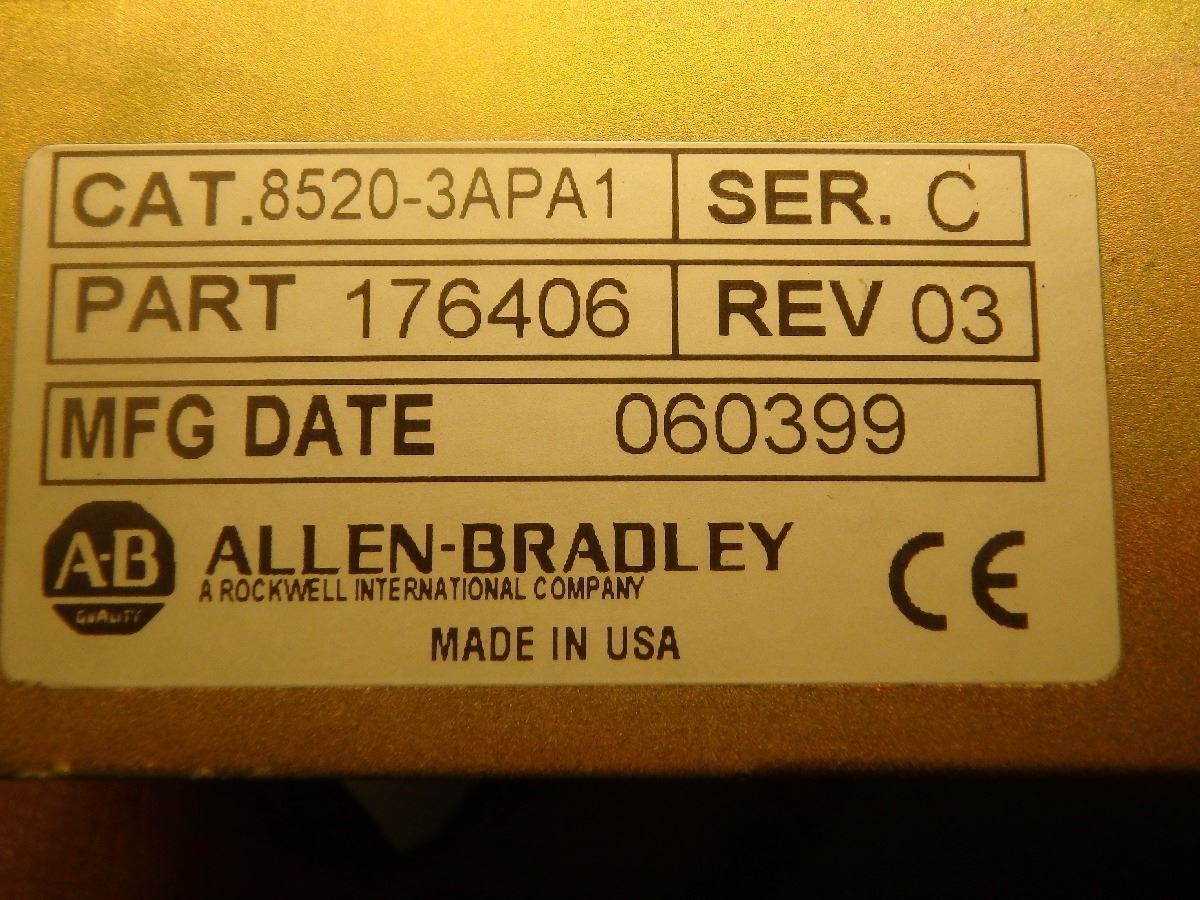 CAT. 8520-3APA1 SER. C
PART 176406 REV 03
MFG DATE 060399
A-B
QUALITY
ALLEN-BRADLEY
A ROCKWELL INTERNATIONAL COMPANY
CE
MADE IN USA